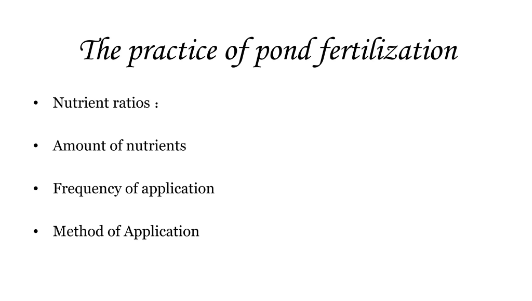 The practice of pond fertilization
• Nutrient ratios：
• Amount of nutrients
• Frequency of application
• Method of Application